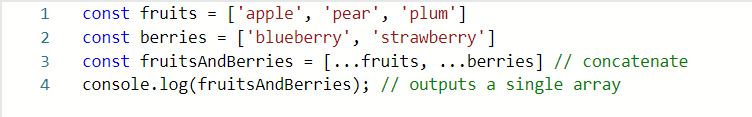 1 const fruits = ['apple', 'pear', 'plum']
2 const berries = ['blueberry', 'strawberry']
3 const fruitsAndBerries = [...fruits, ...berries] // concatenate
4 console.log(fruitsAndBerries); // outputs a single array